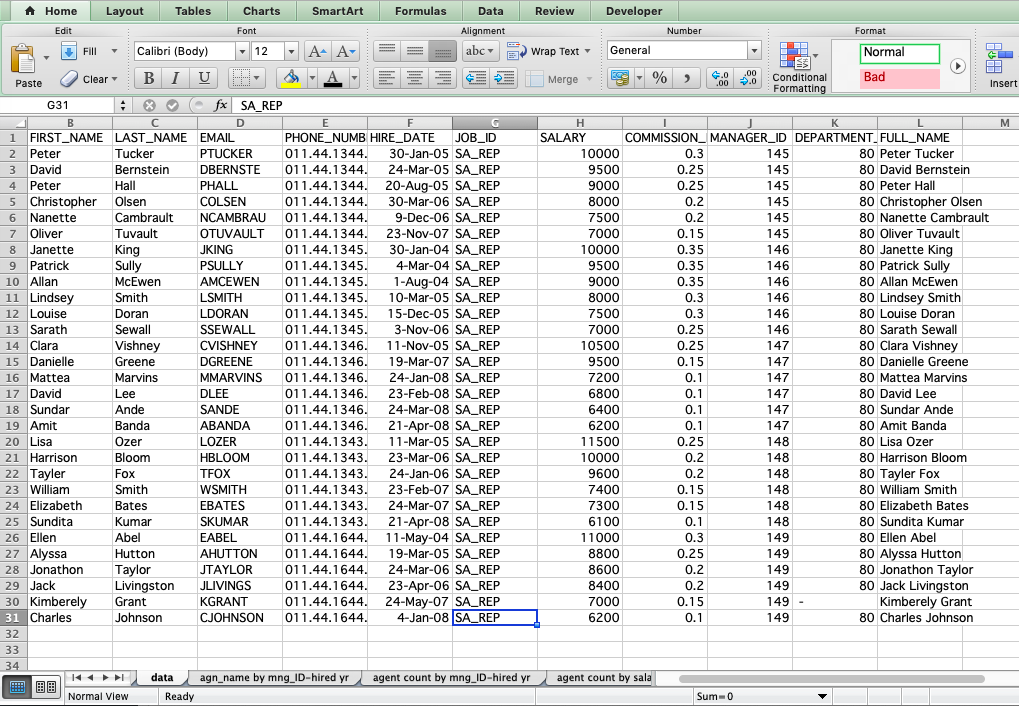 Home Layout Tables Charts SmartArt Formulas Data Review Developer
Edit Font Alignment Number Format
Paste Fill Calibri (Body) 12 A A abc Wrap Text General Normal
Clear B I U A Merge % , .0 .00 .00 .0 Conditional Formatting Bad Insert
G31 fx SA_REP
B C D E F G H I J K L M
1 FIRST_NAME LAST_NAME EMAIL PHONE_NUMB HIRE_DATE JOB_ID SALARY COMMISSION_ MANAGER_ID DEPARTMENT_ FULL_NAME
2 Peter Tucker PTUCKER 011.44.1344. 30-Jan-05 SA_REP 10000 0.3 145 80 Peter Tucker
3 David Bernstein DBERNSTE 011.44.1344. 24-Mar-05 SA_REP 9500 0.25 145 80 David Bernstein
4 Peter Hall PHALL 011.44.1344. 20-Aug-05 SA_REP 9000 0.25 145 80 Peter Hall
5 Christopher Olsen COLSEN 011.44.1344. 30-Mar-06 SA_REP 8000 0.2 145 80 Christopher Olsen
6 Nanette Cambrault NCAMBRAU 011.44.1344. 9-Dec-06 SA_REP 7500 0.2 145 80 Nanette Cambrault
7 Oliver Tuvault OTUVAULT 011.44.1344. 23-Nov-07 SA_REP 7000 0.15 145 80 Oliver Tuvault
8 Janette King JKING 011.44.1345. 30-Jan-04 SA_REP 10000 0.35 146 80 Janette King
9 Patrick Sully PSULLY 011.44.1345. 4-Mar-04 SA_REP 9500 0.35 146 80 Patrick Sully
10 Allan McEwen AMCEWEN 011.44.1345. 1-Aug-04 SA_REP 9000 0.35 146 80 Allan McEwen
11 Lindsey Smith LSMITH 011.44.1345. 10-Mar-05 SA_REP 8000 0.3 146 80 Lindsey Smith
12 Louise Doran LDORAN 011.44.1345. 15-Dec-05 SA_REP 7500 0.3 146 80 Louise Doran
13 Sarath Sewall SSEWALL 011.44.1345. 3-Nov-06 SA_REP 7000 0.25 146 80 Sarath Sewall
14 Clara Vishney CVISHNEY 011.44.1346. 11-Nov-05 SA_REP 10500 0.25 147 80 Clara Vishney
15 Danielle Greene DGREENE 011.44.1346. 19-Mar-07 SA_REP 9500 0.15 147 80 Danielle Greene
16 Mattea Marvins MMARVINS 011.44.1346. 24-Jan-08 SA_REP 7200 0.1 147 80 Mattea Marvins
17 David Lee DLEE 011.44.1346. 23-Feb-08 SA_REP 6800 0.1 147 80 David Lee
18 Sundar Ande SANDE 011.44.1346. 24-Mar-08 SA_REP 6400 0.1 147 80 Sundar Ande
19 Amit Banda ABANDA 011.44.1346. 21-Apr-08 SA_REP 6200 0.1 147 80 Amit Banda
20 Lisa Ozer LOZER 011.44.1343. 11-Mar-05 SA_REP 11500 0.25 148 80 Lisa Ozer
21 Harrison Bloom HBLOOM 011.44.1343. 23-Mar-06 SA_REP 10000 0.2 148 80 Harrison Bloom
22 Tayler Fox TFOX 011.44.1343. 24-Jan-06 SA_REP 9600 0.2 148 80 Tayler Fox
23 William Smith WSMITH 011.44.1343. 23-Feb-07 SA_REP 7400 0.15 148 80 William Smith
24 Elizabeth Bates EBATES 011.44.1343. 24-Mar-07 SA_REP 7300 0.15 148 80 Elizabeth Bates
25 Sundita Kumar SKUMAR 011.44.1343. 21-Apr-08 SA_REP 6100 0.1 148 80 Sundita Kumar
26 Ellen Abel EABEL 011.44.1644. 11-May-04 SA_REP 11000 0.3 149 80 Ellen Abel
27 Alyssa Hutton AHUTTON 011.44.1644. 19-Mar-05 SA_REP 8800 0.25 149 80 Alyssa Hutton
28 Jonathon Taylor JTAYLOR 011.44.1644. 24-Mar-06 SA_REP 8600 0.2 149 80 Jonathon Taylor
29 Jack Livingston JLIVINGS 011.44.1644. 23-Apr-06 SA_REP 8400 0.2 149 80 Jack Livingston
30 Kimberely Grant KGRANT 011.44.1644. 24-May-07 SA_REP 7000 0.15 149 - Kimberely Grant
31 Charles Johnson CJOHNSON 011.44.1644. 4-Jan-08 SA_REP 6200 0.1 149 80 Charles Johnson
32
33
34
data agn_name by mng_ID-hired yr agent count by mng_ID-hired yr agent count by sala
Normal View Ready Sum=0